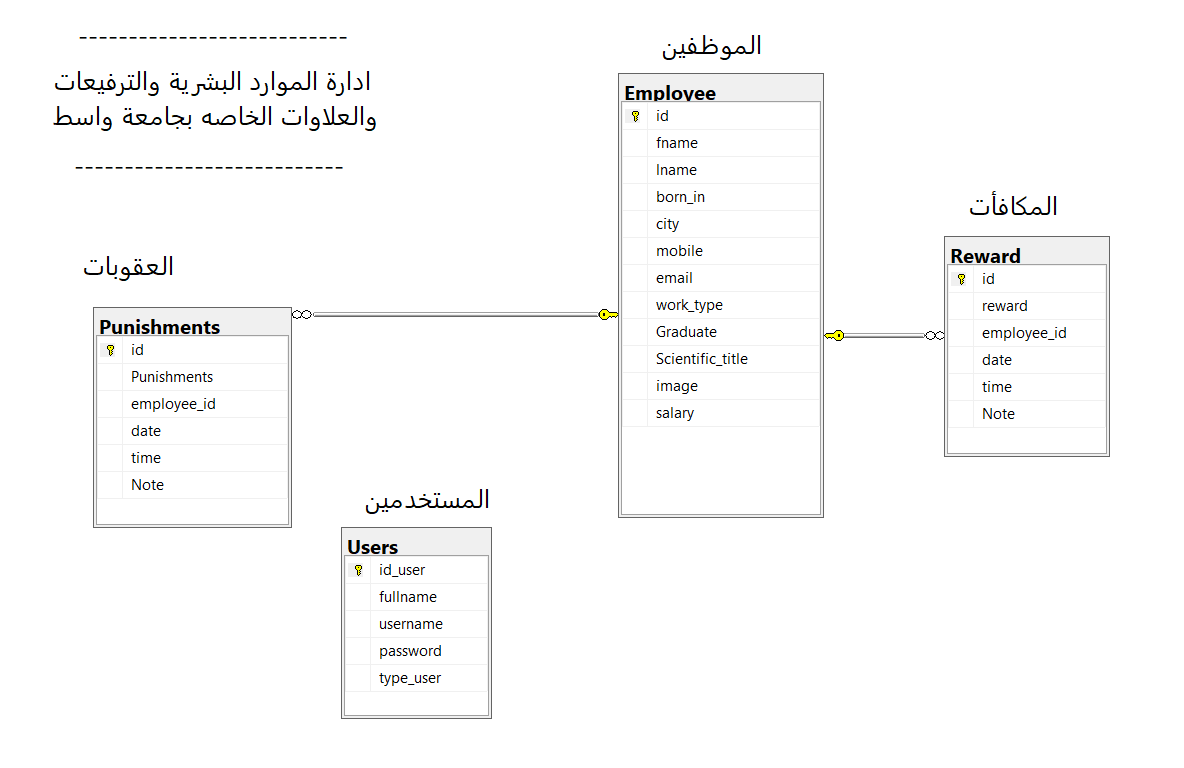 ---------------------------
ادارة الموارد البشرية والترفيعات
والعلاوات الخاصه بجامعة واسط
---------------------------
الموظفين
Employee
id
fname
lname
born_in
city
mobile
email
work_type
Graduate
Scientific_title
image
salary
المكافأت
Reward
id
reward
employee_id
date
time
Note
العقوبات
Punishments
id
Punishments
employee_id
date
time
Note
المستخدمين
Users
id_user
fullname
username
password
type_user